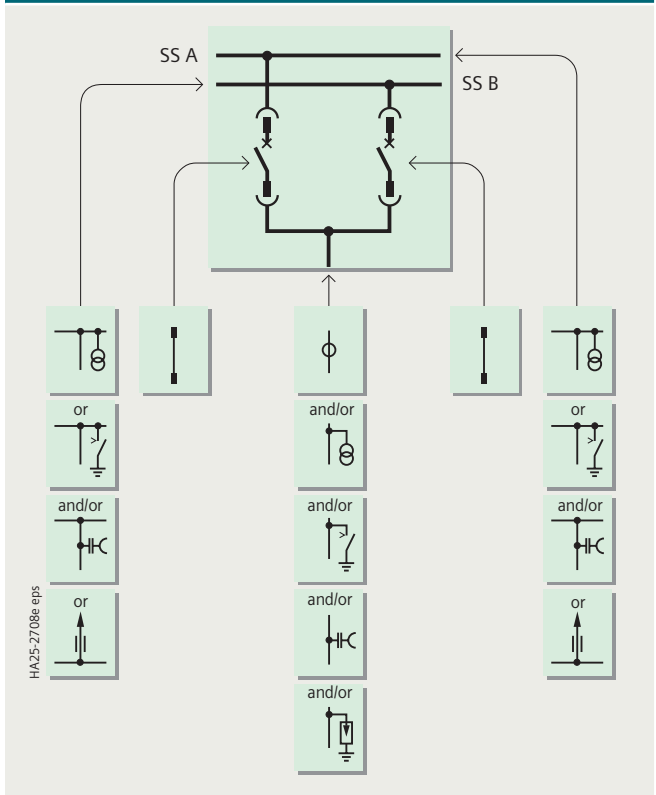 SS A
SS B
or
and/or
or
and/or
and/or
and/or
and/or
or
and/or
or
HA25-2708e eps